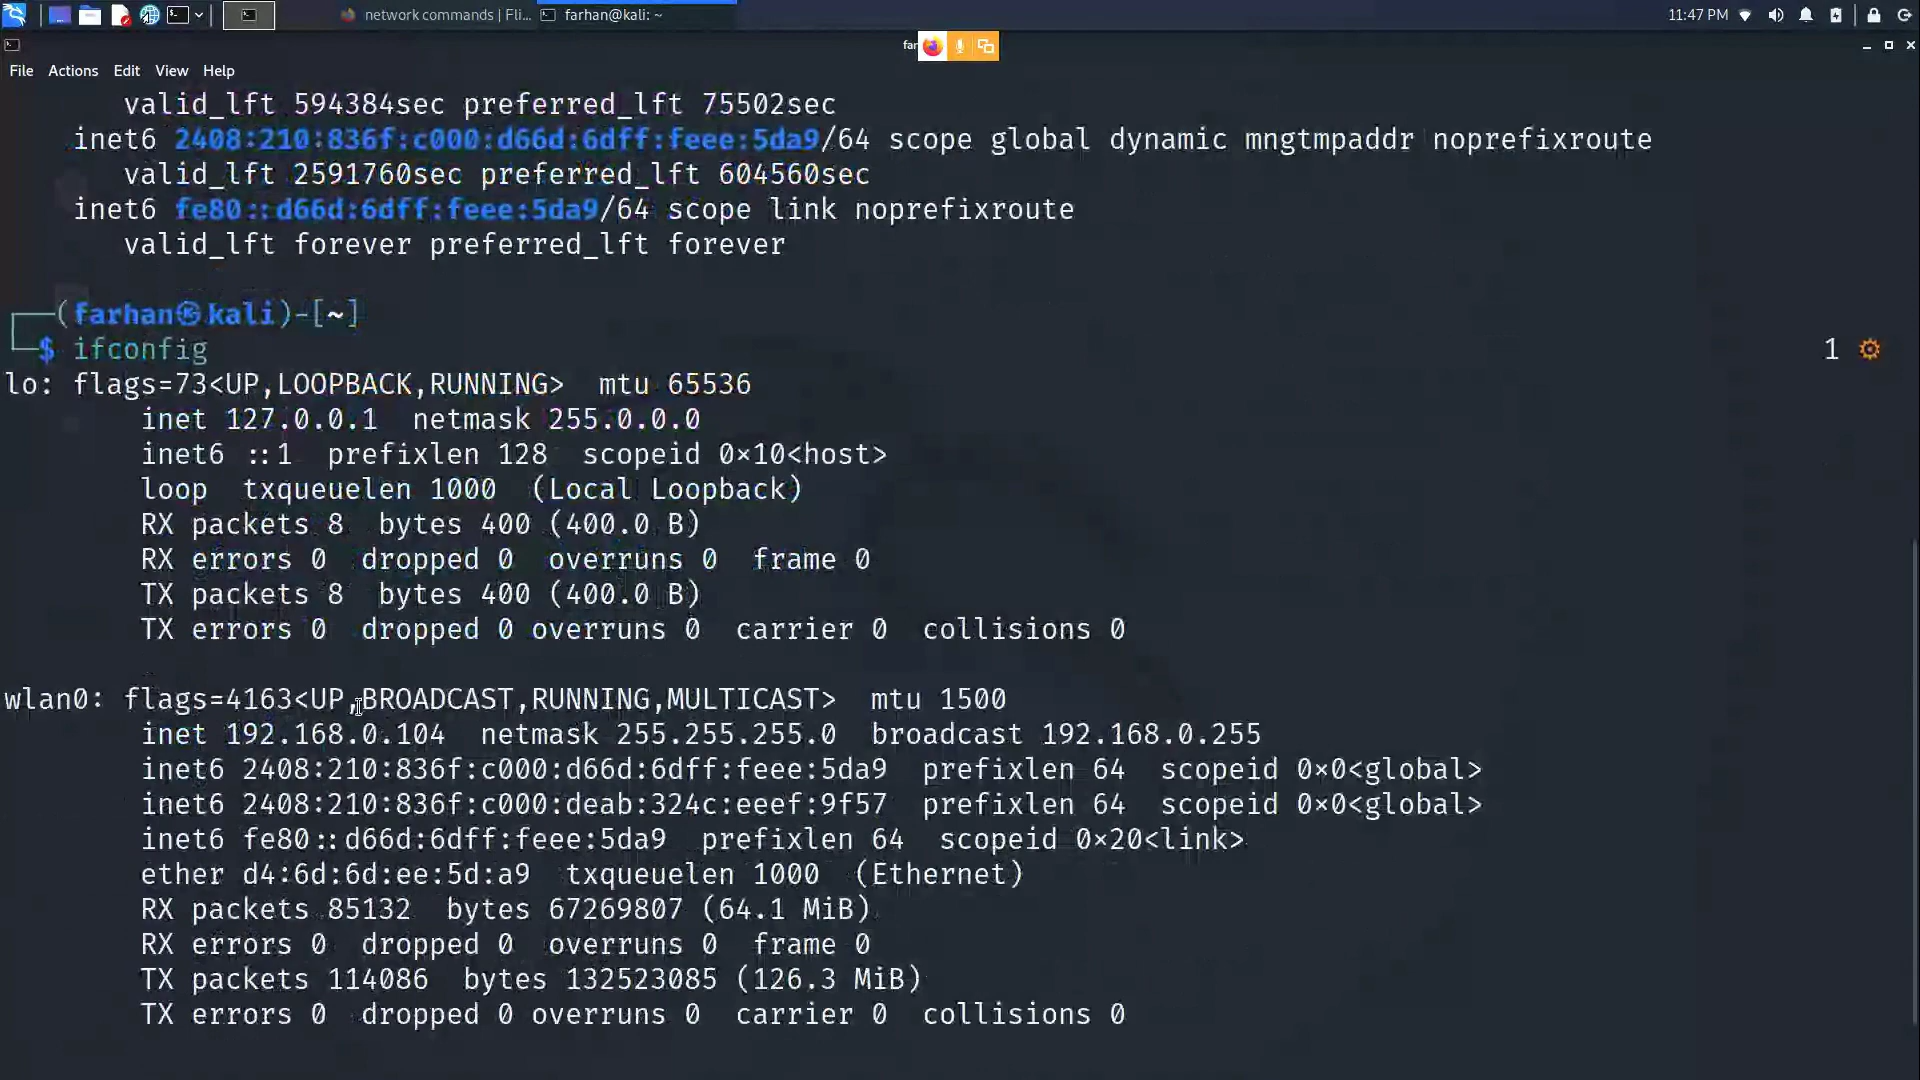 network commands | Fli...
farhan@kali: ~
11:47 PM
far
File Actions Edit View Help
valid_lft 594384sec preferred_lft 75502sec
inet6 2408:210:836f:c000:d66d:6dff:feee:5da9/64 scope global dynamic mngtmpaddr noprefixroute
valid_lft 2591760sec preferred_lft 604560sec
inet6 fe80::d66d:6dff:feee:5da9/64 scope link noprefixroute
valid_lft forever preferred_lft forever
(farhan㉿kali)-[~]
$ ifconfig 1
lo: flags=73<UP,LOOPBACK,RUNNING> mtu 65536
inet 127.0.0.1 netmask 255.0.0.0
inet6 ::1 prefixlen 128 scopeid 0×10<host>
loop txqueuelen 1000 (Local Loopback)
RX packets 8 bytes 400 (400.0 B)
RX errors 0 dropped 0 overruns 0 frame 0
TX packets 8 bytes 400 (400.0 B)
TX errors 0 dropped 0 overruns 0 carrier 0 collisions 0
wlan0: flags=4163<UP,BROADCAST,RUNNING,MULTICAST> mtu 1500
inet 192.168.0.104 netmask 255.255.255.0 broadcast 192.168.0.255
inet6 2408:210:836f:c000:d66d:6dff:feee:5da9 prefixlen 64 scopeid 0×0<global>
inet6 2408:210:836f:c000:deab:324c:eeef:9f57 prefixlen 64 scopeid 0×0<global>
inet6 fe80::d66d:6dff:feee:5da9 prefixlen 64 scopeid 0×20<link>
ether d4:6d:6d:ee:5d:a9 txqueuelen 1000 (Ethernet)
RX packets 85132 bytes 67269807 (64.1 MiB)
RX errors 0 dropped 0 overruns 0 frame 0
TX packets 114086 bytes 132523085 (126.3 MiB)
TX errors 0 dropped 0 overruns 0 carrier 0 collisions 0